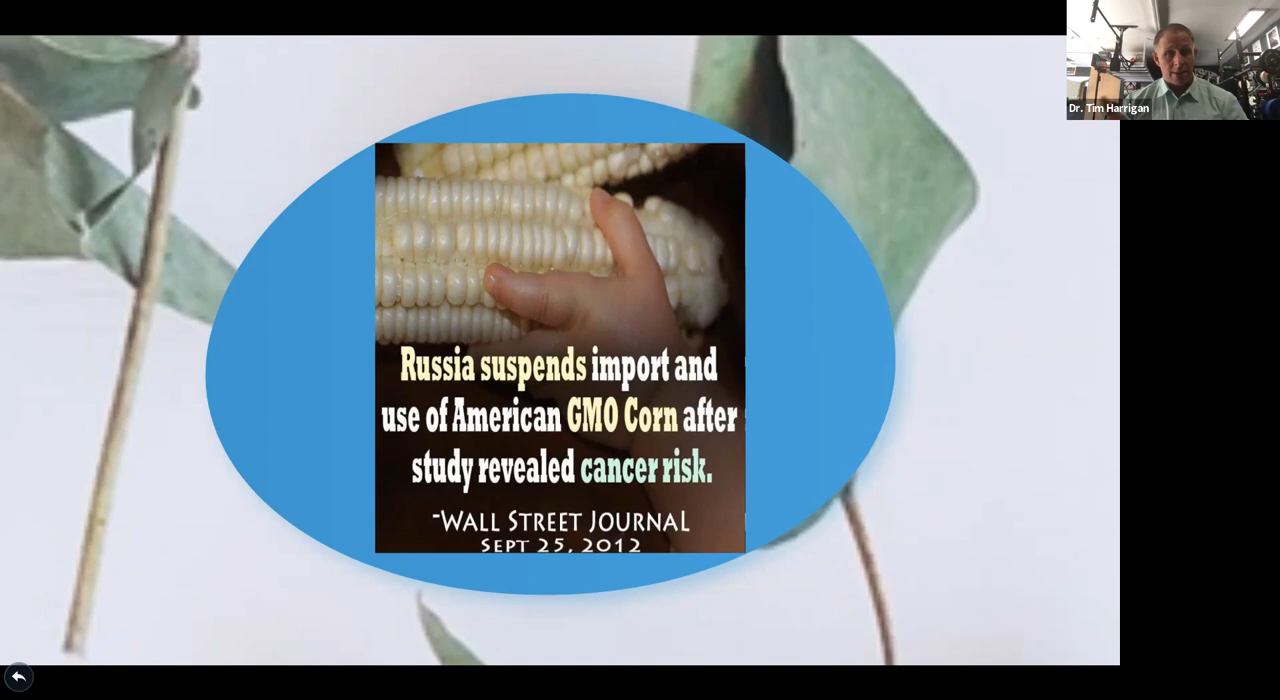 Dr. Tim Harrigan
Russia suspends import and
use of American GMO Corn after
study revealed cancer risk.
-WALL STREET JOURNAL
SEPT 25, 2012